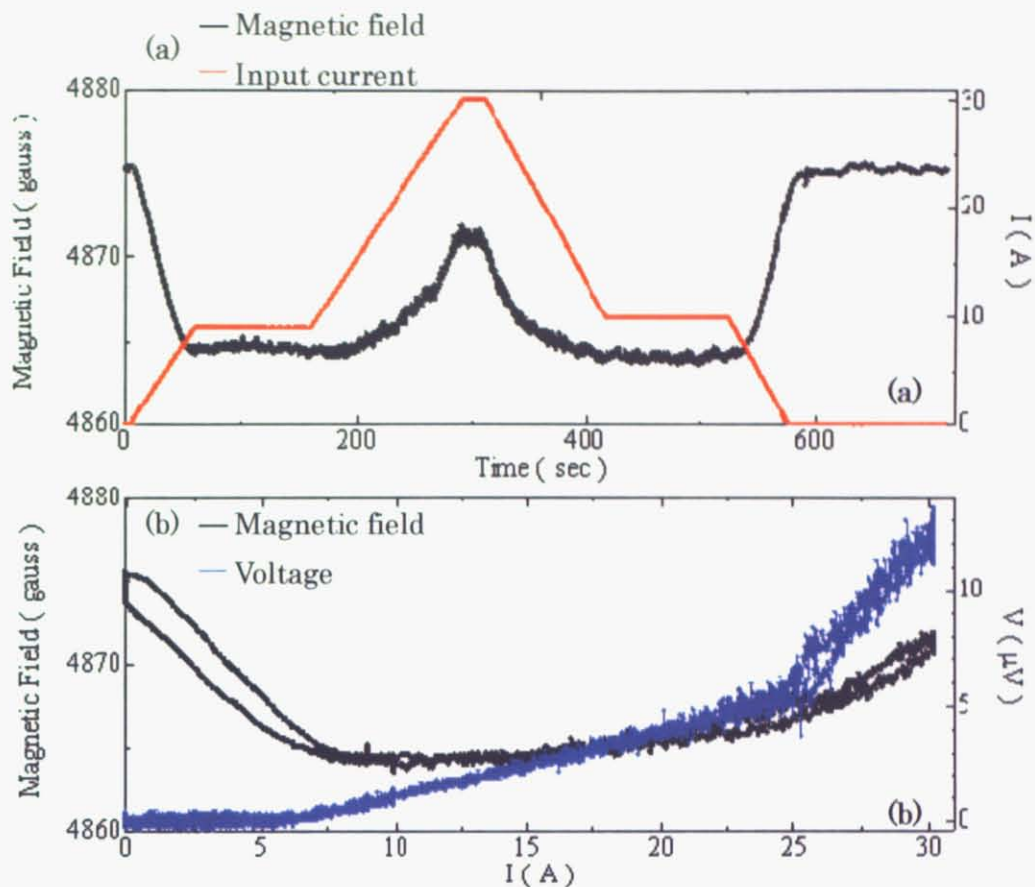 (a)
Magnetic field
Input current
4880
4870
4860
Magnetic Field ( gauss)
30
20
10
0
I ( A )
(a)
0
200
400
600
Time ( sec )
(b)
Magnetic field
Voltage
4880
4870
4860
Magnetic Field ( gauss)
10
5
0
V ( μV )
(b)
0
5
10
15
20
25
30
I ( A )